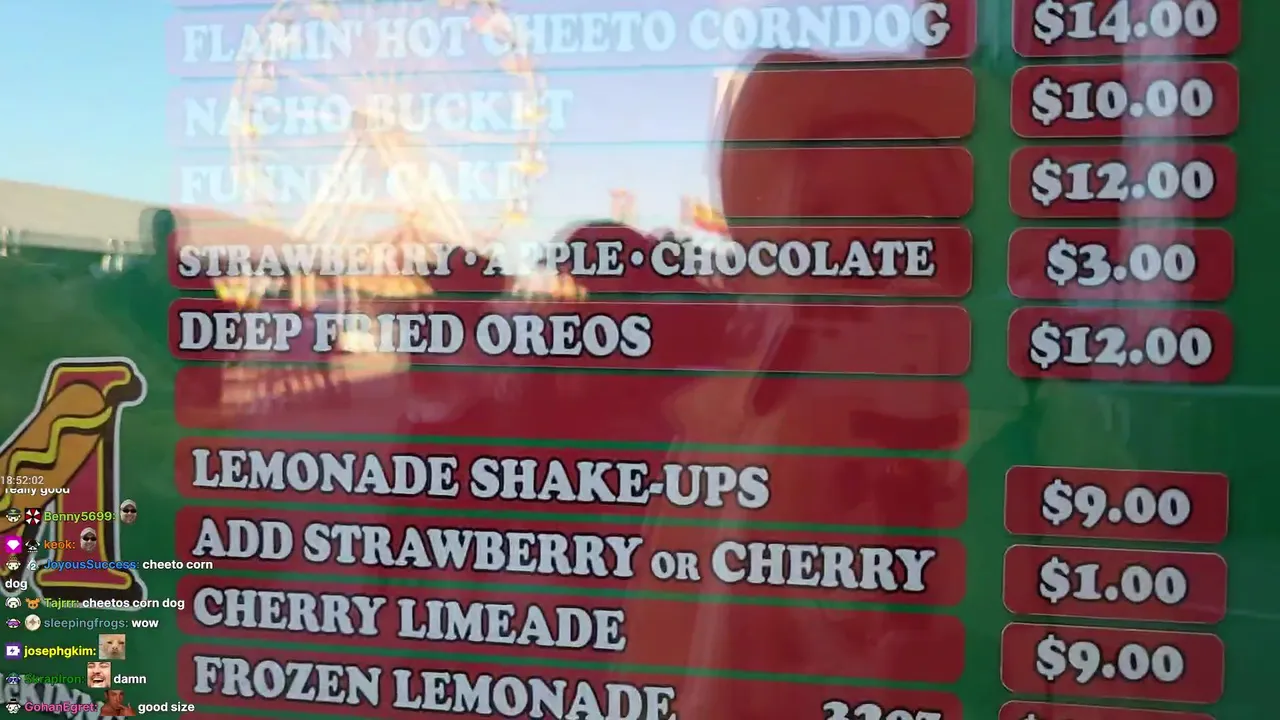 FLAMIN' HOT CHEETO CORNDOG $14.00
NACHO BUCKET $10.00
FUNNEL CAKE $12.00
STRAWBERRY • APPLE • CHOCOLATE $3.00
DEEP FRIED OREOS $12.00
LEMONADE SHAKE-UPS $9.00
ADD STRAWBERRY OR CHERRY $1.00
CHERRY LIMEADE $9.00
FROZEN LEMONADE 32oz
18:52:02
really good
Benny5699:
keok:
JoyousSuccess: cheeto corn
dog
Tajrrr: cheetos corn dog
sleepingfrogs: wow
josephgkim:
StrapIron: damn
GohanEgret: good size